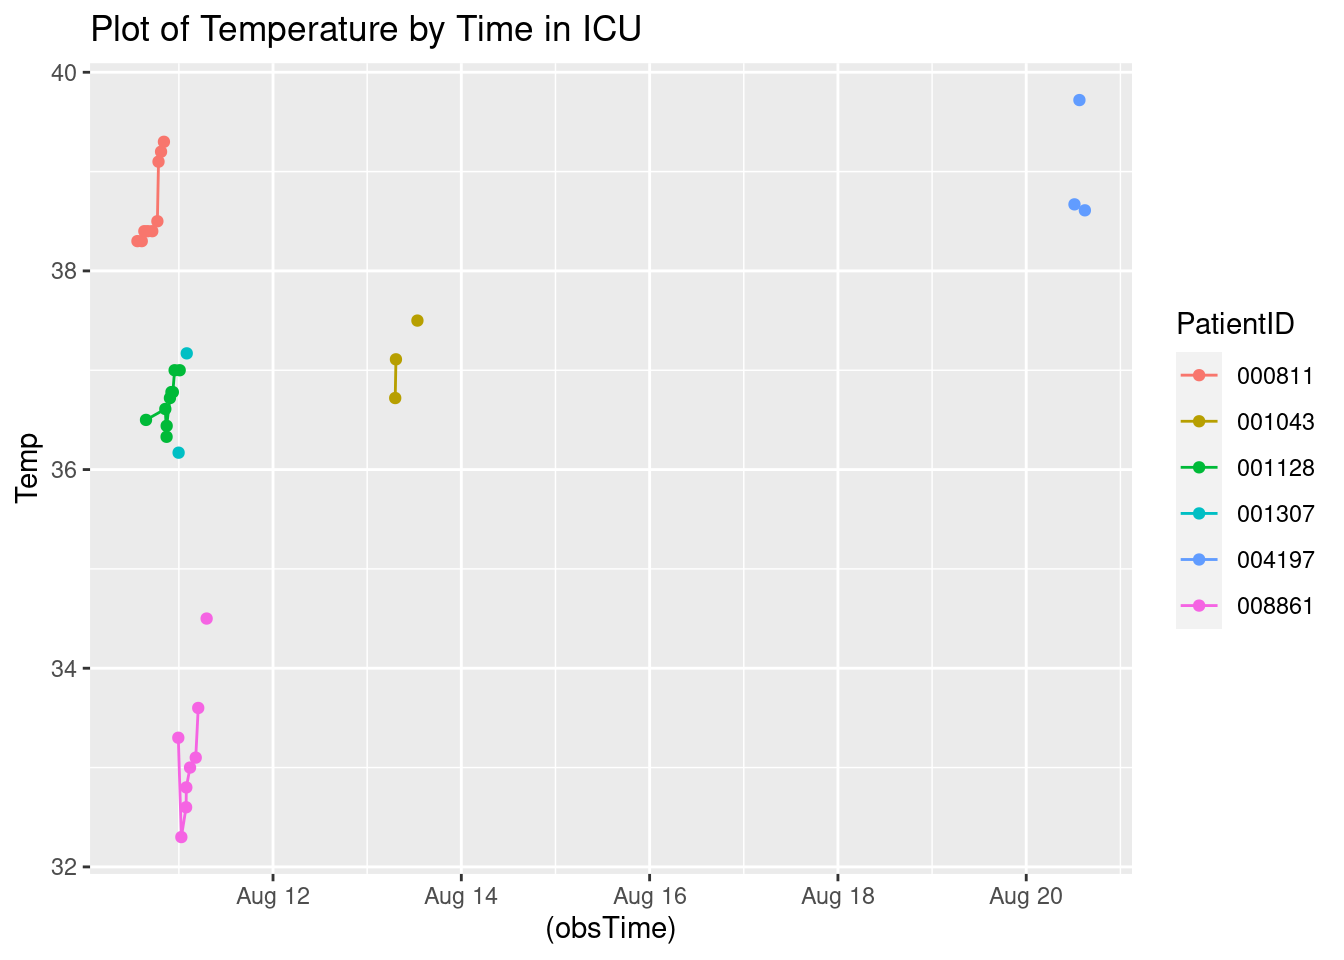 Plot of Temperature by Time in ICU
40
38
36
34
32
Temp
Aug 12
Aug 14
Aug 16
Aug 18
Aug 20
(obsTime)
PatientID
000811
001043
001128
001307
004197
008861